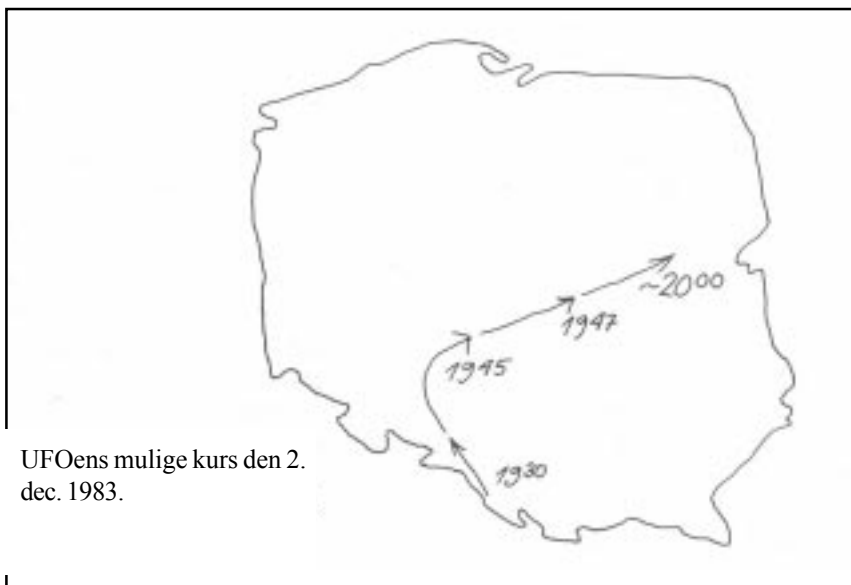 ~20⁰⁰
19⁴⁷
19⁴⁵
19³⁰
UFOens mulige kurs den 2.
dec. 1983.